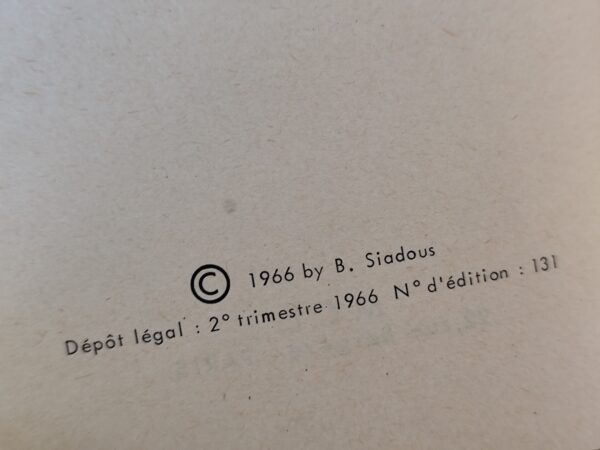 © 1966 by B. Siadous
Dépôt légal : 2° trimestre 1966 N° d'édition : 131